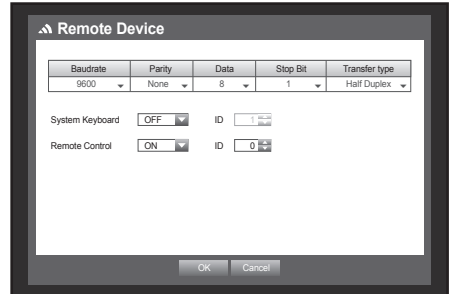 Remote Device
Baudrate Parity Data Stop Bit Transfer type
9600 None 8 1 Half Duplex
System Keyboard OFF ID 1
Remote Control ON ID 0
OK Cancel